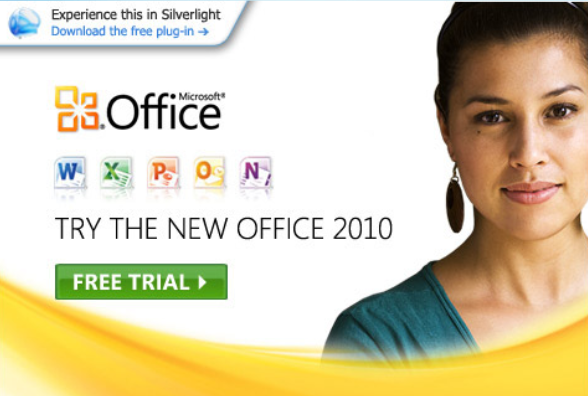 Experience this in Silverlight
Download the free plug-in →
Microsoft®
Office
W X P O N
TRY THE NEW OFFICE 2010
FREE TRIAL